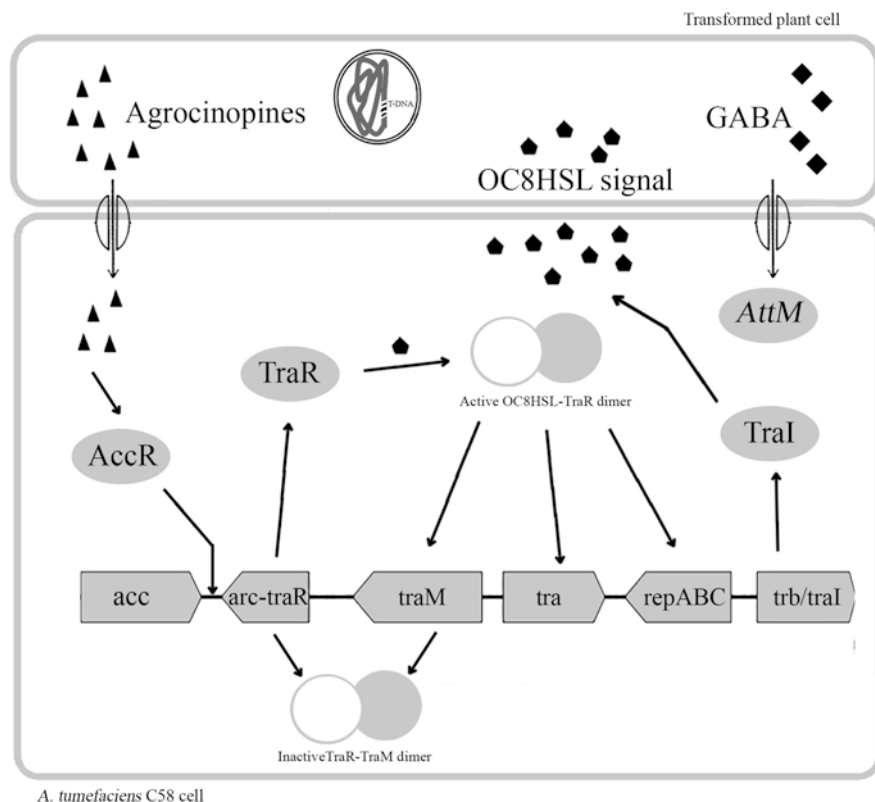 Transformed plant cell
Agrocinopines
T-DNA
GABA
OC8HSL signal
AttM
TraR
Active OC8HSL-TraR dimer
TraI
AccR
acc
arc-traR
traM
tra
repABC
trb/traI
InactiveTraR-TraM dimer
A. tumefaciens C58 cell